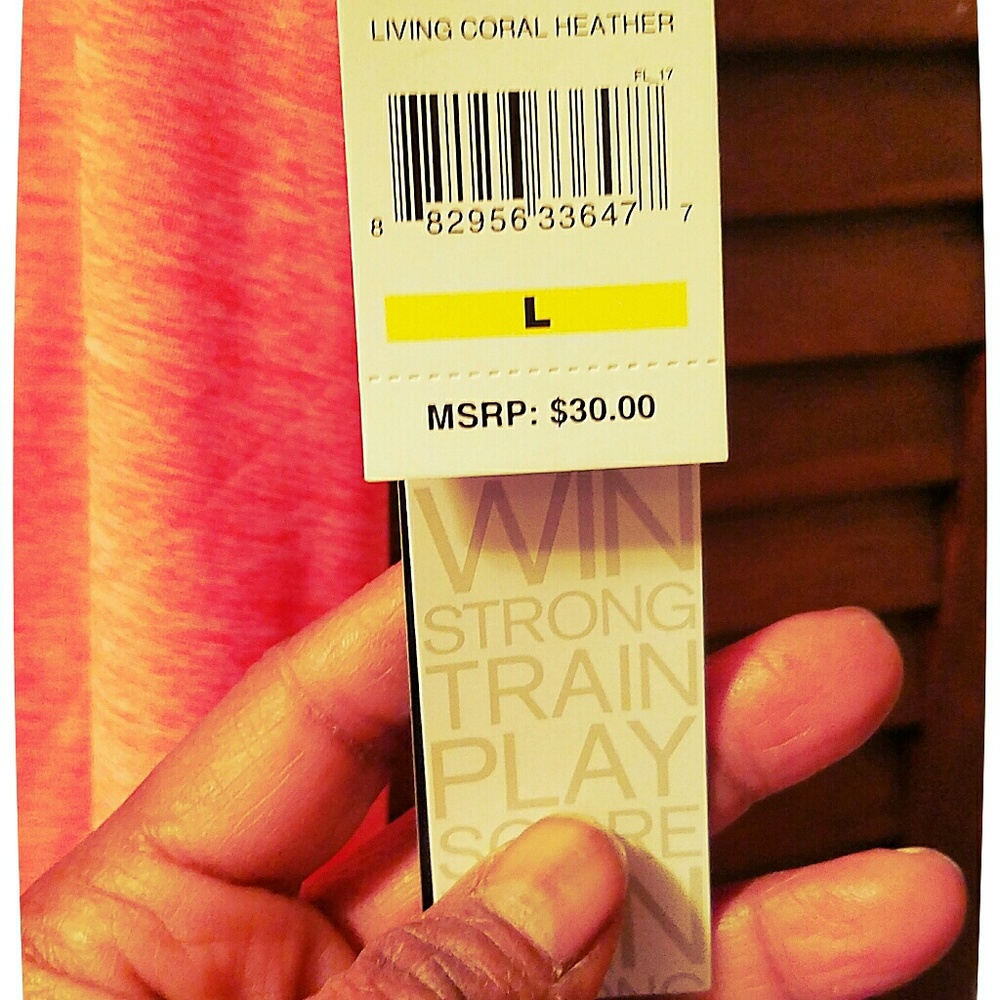 LIVING CORAL HEATHER
FL_17
8 82956 33647 7
L
MSRP: $30.00
WIN
STRONG
TRAIN
PLAY